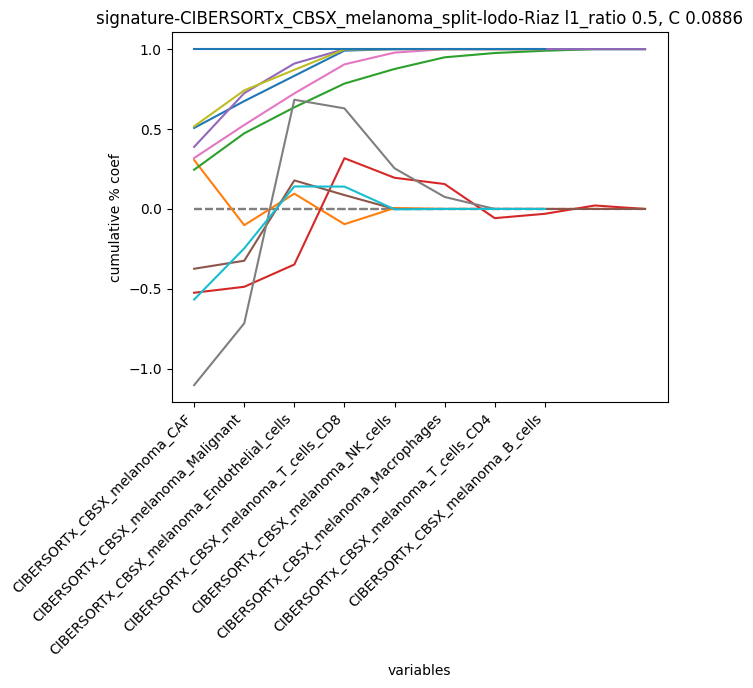 signature-CIBERSORTx_CBSX_melanoma_split-lodo-Riaz l1_ratio 0.5, C 0.0886
1.0
0.5
0.0
−0.5
−1.0
cumulative % coef
CIBERSORTx_CBSX_melanoma_CAF
CIBERSORTx_CBSX_melanoma_Malignant
CIBERSORTx_CBSX_melanoma_Endothelial_cells
CIBERSORTx_CBSX_melanoma_T_cells_CD8
CIBERSORTx_CBSX_melanoma_NK_cells
CIBERSORTx_CBSX_melanoma_Macrophages
CIBERSORTx_CBSX_melanoma_T_cells_CD4
CIBERSORTx_CBSX_melanoma_B_cells
variables